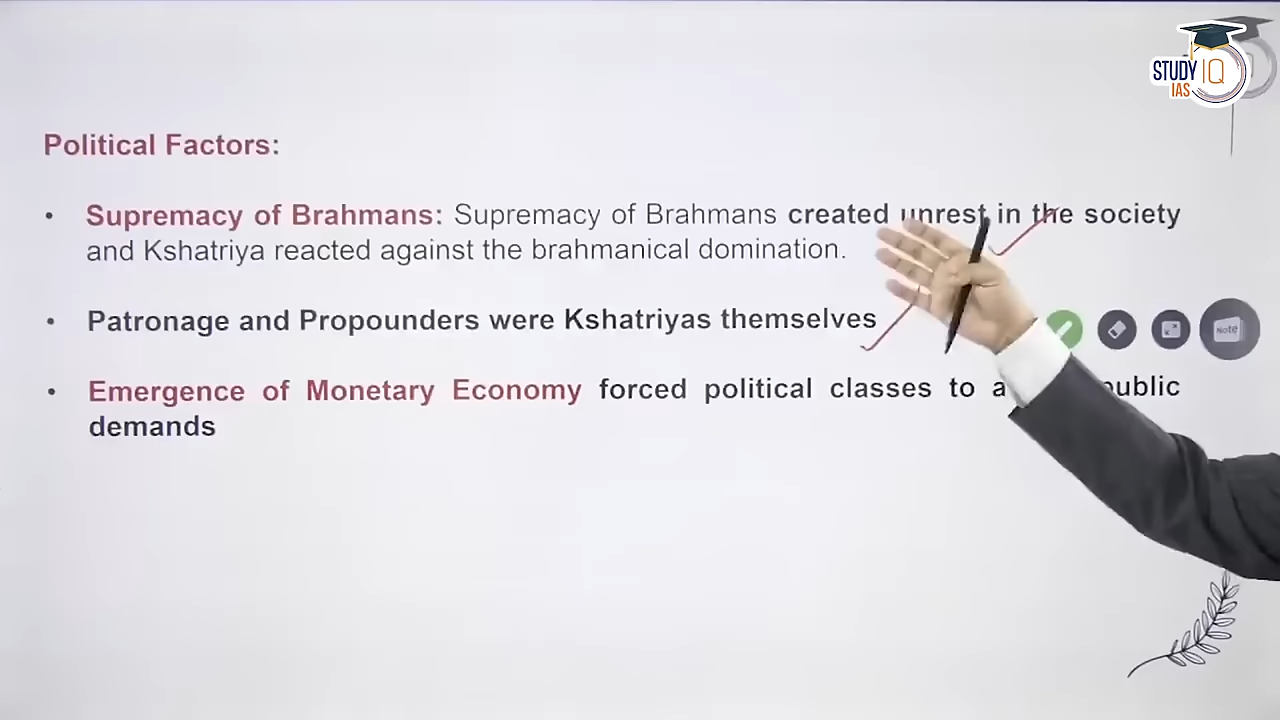 STUDY IQ
IAS
Political Factors:
• Supremacy of Brahmans: Supremacy of Brahmans created unrest in the society
and Kshatriya reacted against the brahmanical domination.
• Patronage and Propounders were Kshatriyas themselves
Note
• Emergence of Monetary Economy forced political classes to
demands